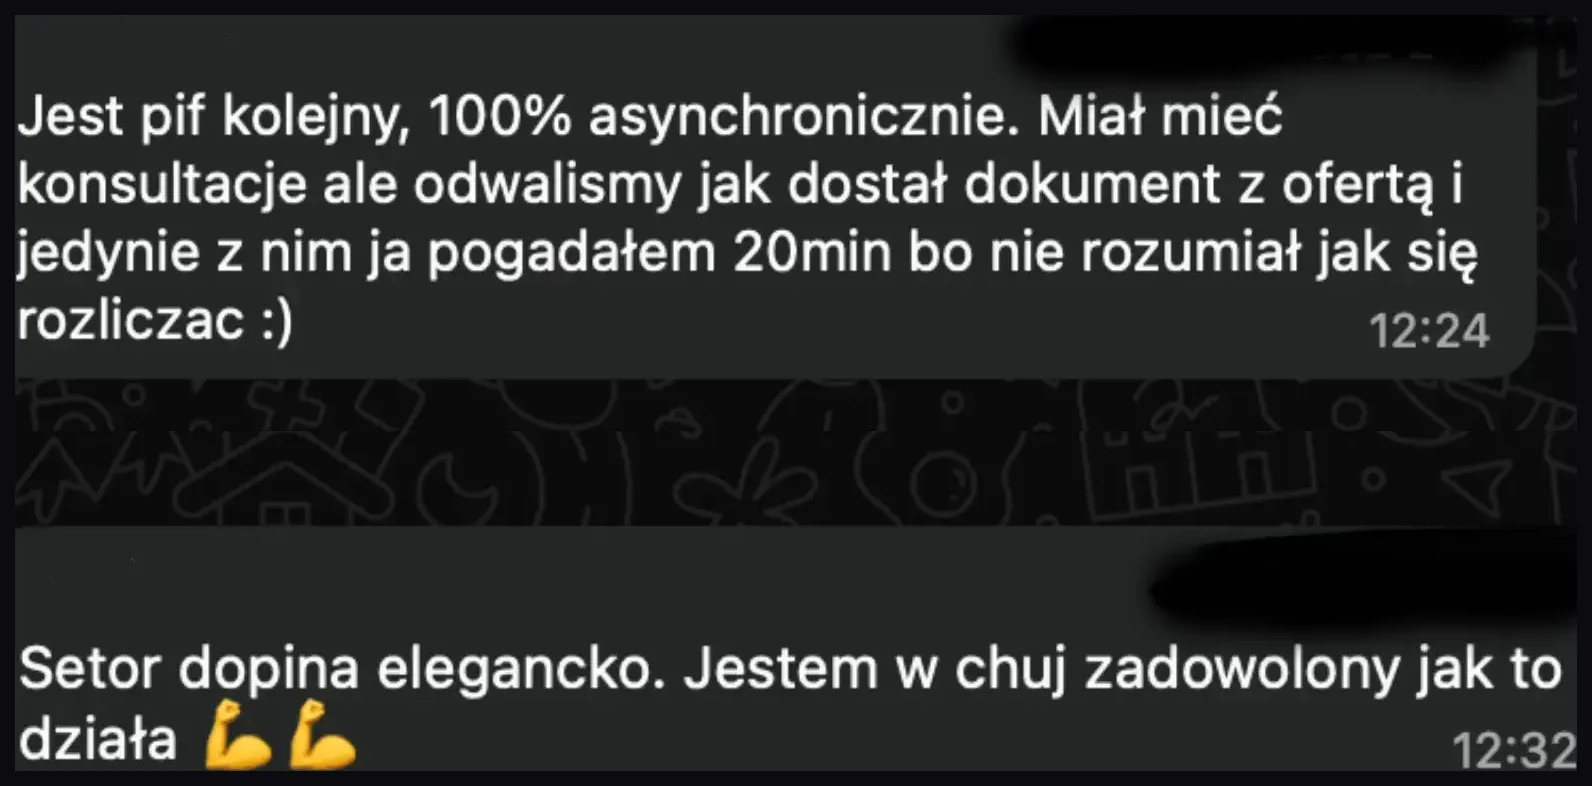 Jest pif kolejny, 100% asynchronicznie. Miał mieć
konsultacje ale odwalismy jak dostał dokument z ofertą i
jedynie z nim ja pogadałem 20min bo nie rozumiał jak się
rozliczac :)
12:24
Setor dopina elegancko. Jestem w chuj zadowolony jak to
działa 💪💪
12:32